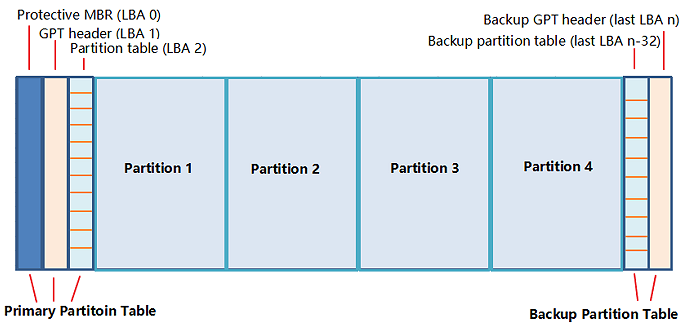 Protective MBR (LBA 0)
GPT header (LBA 1)
Partition table (LBA 2)
Backup GPT header (last LBA n)
Backup partition table (last LBA n-32)
Partition 1
Partition 2
Partition 3
Partition 4
Primary Partitoin Table
Backup Partition Table